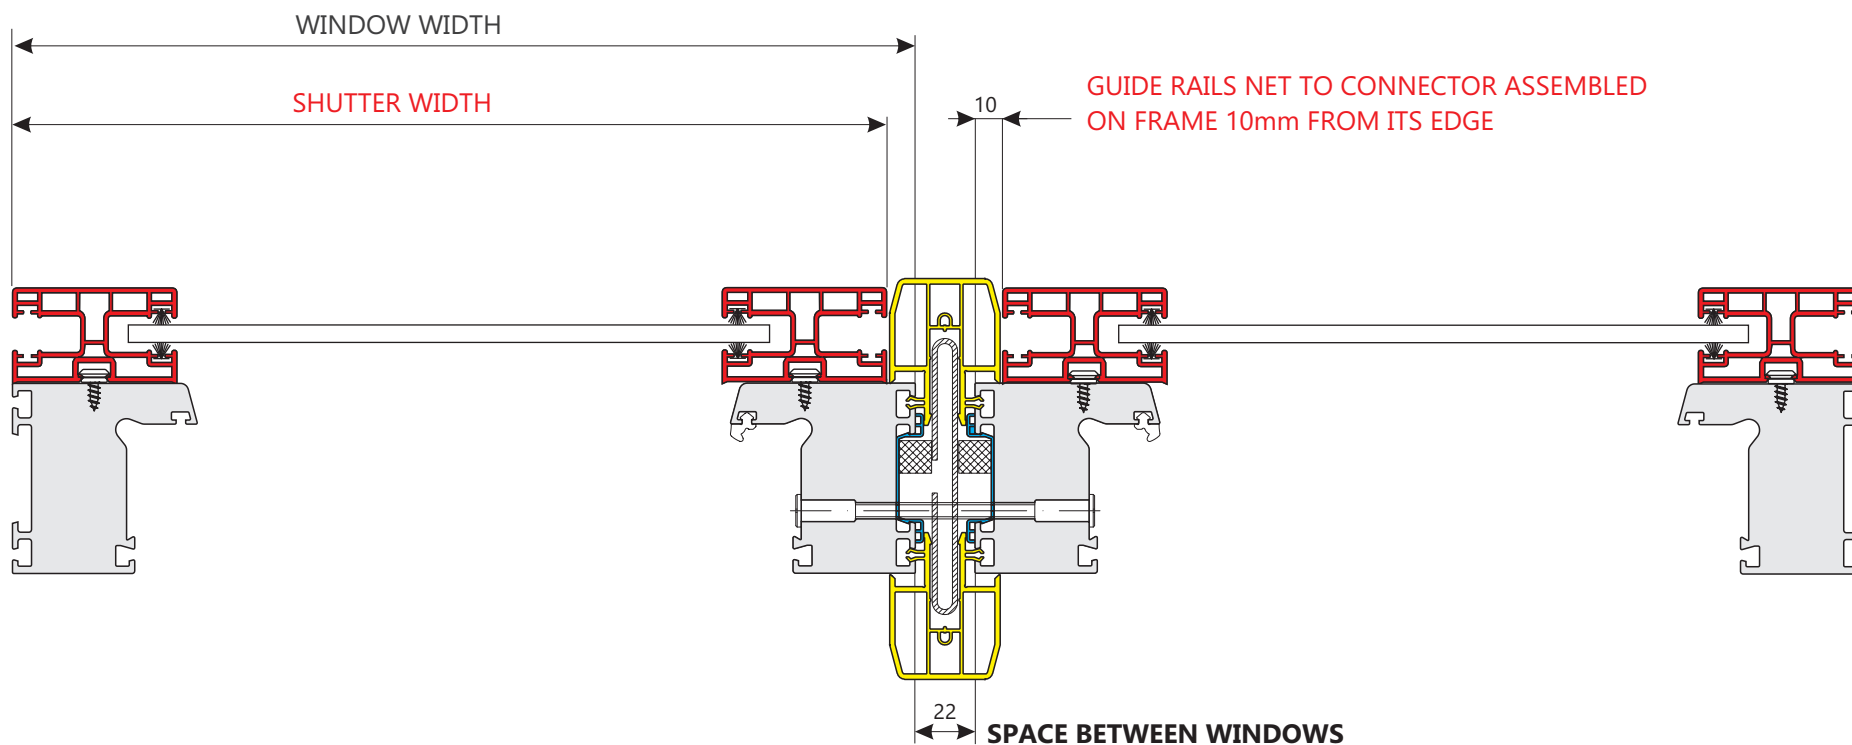 WINDOW WIDTH
SHUTTER WIDTH
10
GUIDE RAILS NET TO CONNECTOR ASSEMBLED
ON FRAME 10mm FROM ITS EDGE
22
SPACE BETWEEN WINDOWS